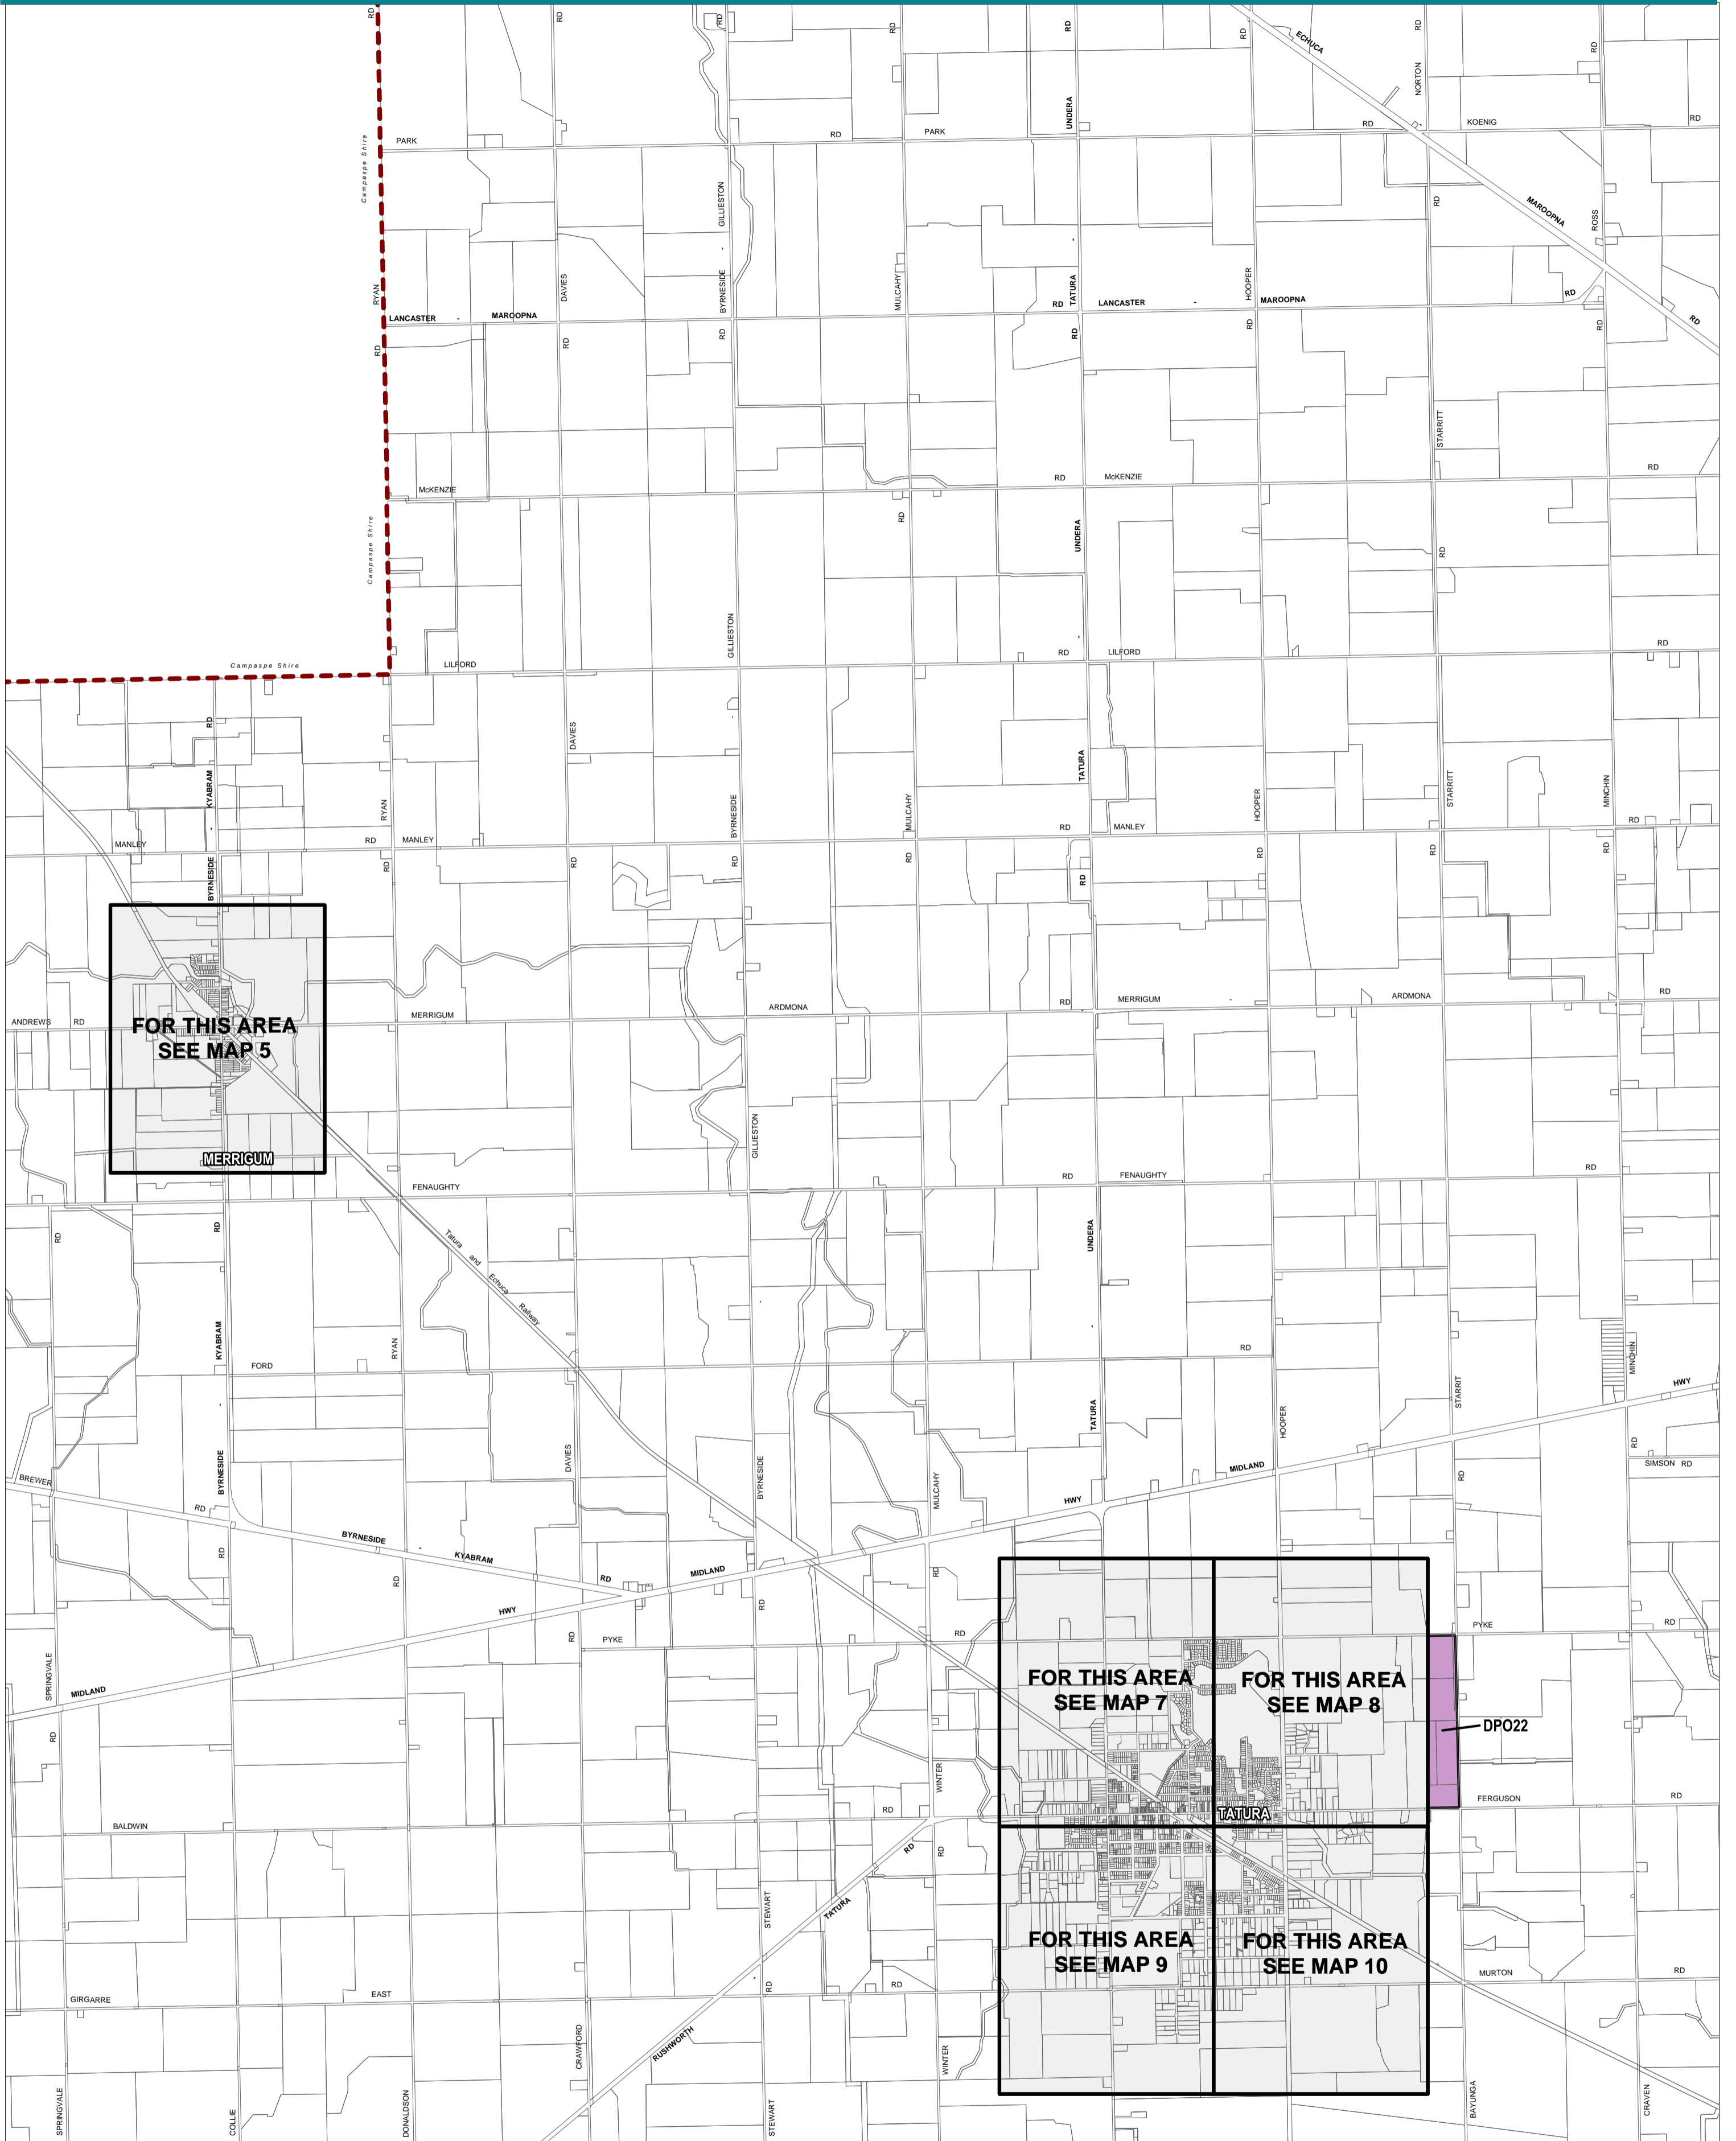 RD
RD
RD
RD
RD
RD
RD
RD
ECHUCA
NORTON
UNDERA
PARK
RD
PARK
RD
KOENIG
RD
Campaspe Shire
GILLIESTON
-
BYRNESIDE
RD
MAROOPNA
ROSS
RYAN
DAVIES
MULCAHY
-
TATURA
HOOPER
LANCASTER - MAROOPNA
RD
LANCASTER - MAROOPNA
RD
RD
RD
RD
RD
RD
RD
RD
STARRITT
McKENZIE
RD
McKENZIE
RD
Campaspe Shire
RD
UNDERA
RD
GILLIESTON
-
Campaspe Shire
LILFORD
RD
LILFORD
RD
-
RD
KYABRAM
-
BYRNESIDE
RYAN
DAVIES
BYRNESIDE
MULCAHY
TATURA
HOOPER
STARRITT
MINCHIN
MANLEY
RD
MANLEY
RD
MANLEY
RD
RD
RD
RD
RD
RD
RD
RD
RD
ANDREWS RD
FOR THIS AREA
SEE MAP 5
MERRIGUM
MERRIGUM
ARDMONA
RD
MERRIGUM
-
ARDMONA
RD
GILLIESTON
-
FENAUGHTY
RD
FENAUGHTY
RD
RD
RD
UNDERA
-
Tatura and Echuca Railway
KYABRAM
-
BYRNESIDE
FORD
RYAN
RD
MINCHIN
HWY
STARRIT
TATURA
HOOPER
DAVIES
BYRNESIDE
MULCAHY
BREWER
RD
RD
BYRNESIDE
-
KYABRAM
RD
MIDLAND
HWY
MIDLAND
RD
RD
SIMSON RD
RD
RD
HWY
RD
RD
PYKE
RD
PYKE
RD
SPRINGVALE
RD
MIDLAND
FOR THIS AREA
SEE MAP 7
FOR THIS AREA
SEE MAP 8
DPO22
WINTER
RD
TATURA
FERGUSON
RD
BALDWIN
RD
RD
TATURA
-
RUSHWORTH
STEWART
RD
FOR THIS AREA
SEE MAP 9
FOR THIS AREA
SEE MAP 10
GIRGARRE
EAST
RD
MURTON
RD
CRAWFORD
WINTER
SPRINGVALE
COLLIE
DONALDSON
STEWART
BAYUNGA
CRAVEN